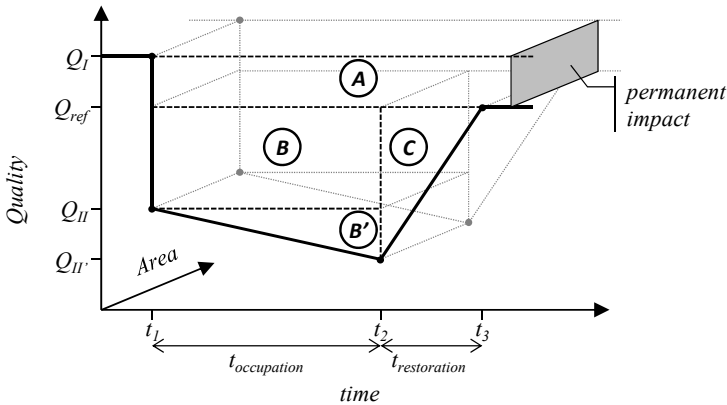 Q_I
A
permanent
impact
Q_ref
B
C
Quality
Q_II
B'
Area
Q_II'
t_1
t_2
t_3
t_occupation
t_restoration
time